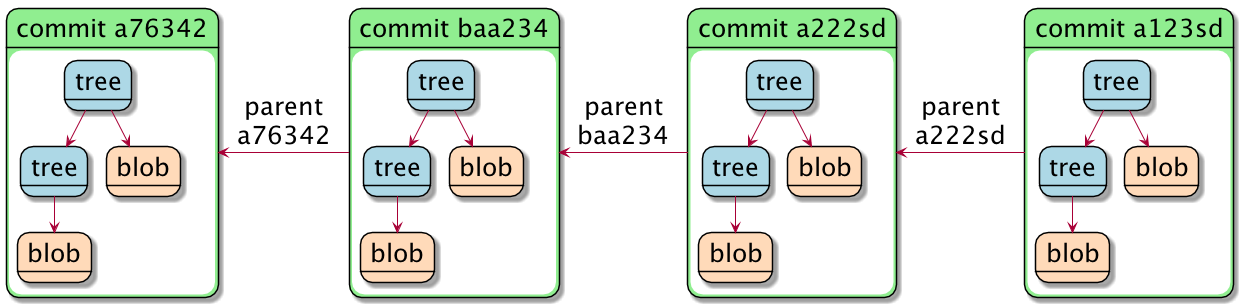 commit a76342
tree
tree
blob
blob
parent
a76342
commit baa234
tree
tree
blob
blob
parent
baa234
commit a222sd
tree
tree
blob
blob
parent
a222sd
commit a123sd
tree
tree
blob
blob